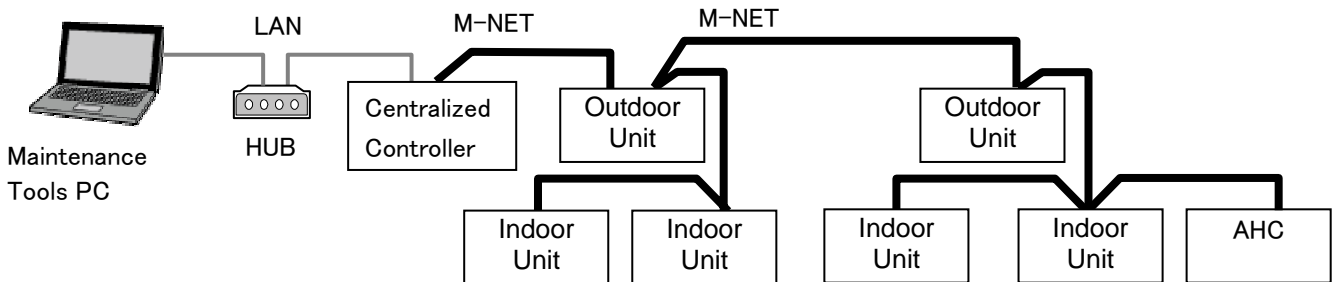 LAN
M-NET
M-NET
Maintenance
Tools PC
HUB
Centralized
Controller
Outdoor
Unit
Outdoor
Unit
Indoor
Unit
Indoor
Unit
Indoor
Unit
Indoor
Unit
AHC